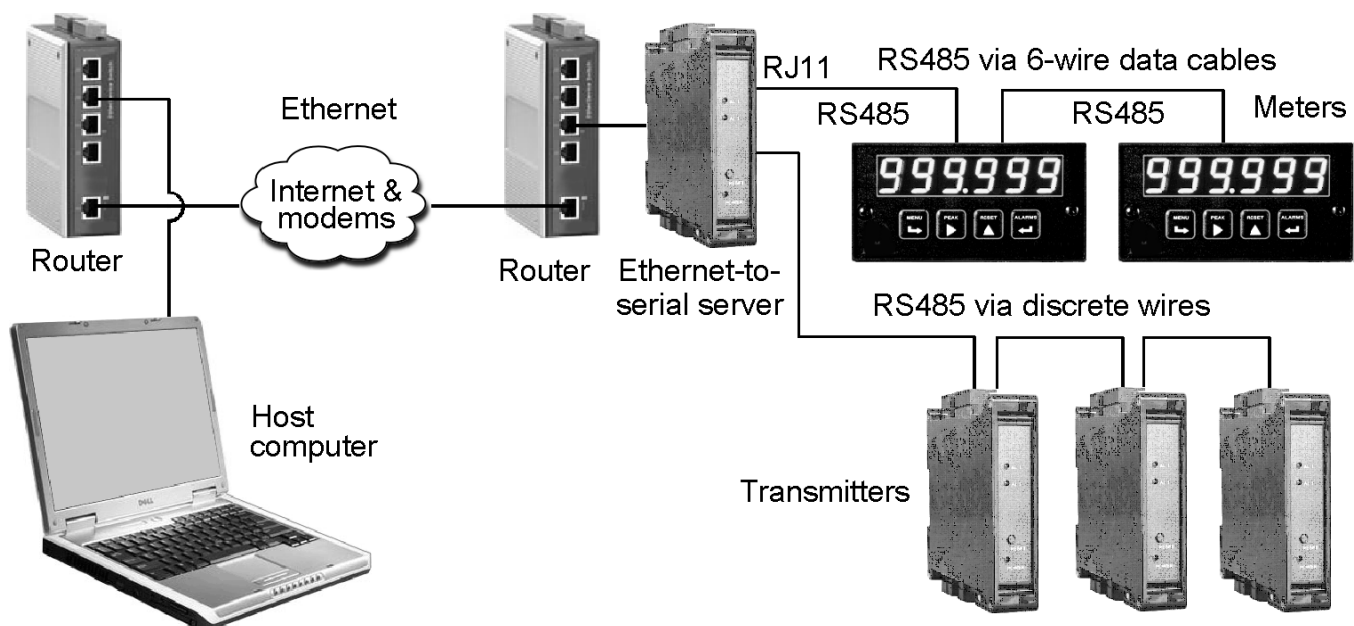 RJ11
RS485 via 6-wire data cables
Ethernet
RS485
RS485
Meters
999.999
999.999
Internet &
modems
MENU
PEAK
RESET
ALARMS
MENU
PEAK
RESET
ALARMS
Router
Router
Ethernet-to-
serial server
RS485 via discrete wires
Host
computer
Transmitters
DELL